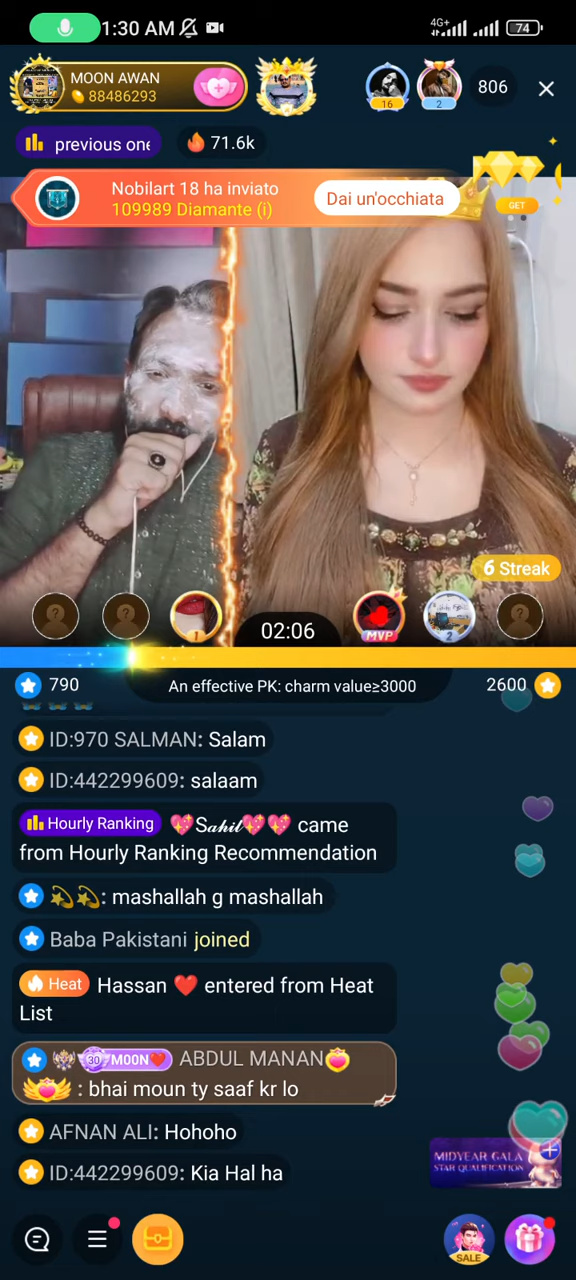 1:30 AM
4G+
74
MOON AWAN
88486293
16
2
806
previous one
71.6k
Nobilart 18 ha inviato
109989 Diamante (i)
Dai un'occhiata
GET
6 Streak
1
02:06
MVP
2
790
An effective PK: charm value≥3000
2600
ID:970 SALMAN: Salam
ID:442299609: salaam
Hourly Ranking 💖S𝓪𝓱𝓲𝓵💖💖 came
from Hourly Ranking Recommendation
💫💫: mashallah g mashallah
Baba Pakistani joined
Heat Hassan ❤️ entered from Heat
List
30 MOON❤️ ABDUL MANAN
: bhai moun ty saaf kr lo
AFNAN ALI: Hohoho
ID:442299609: Kia Hal ha
MIDYEAR GALA
STAR QUALIFICATION
SALE